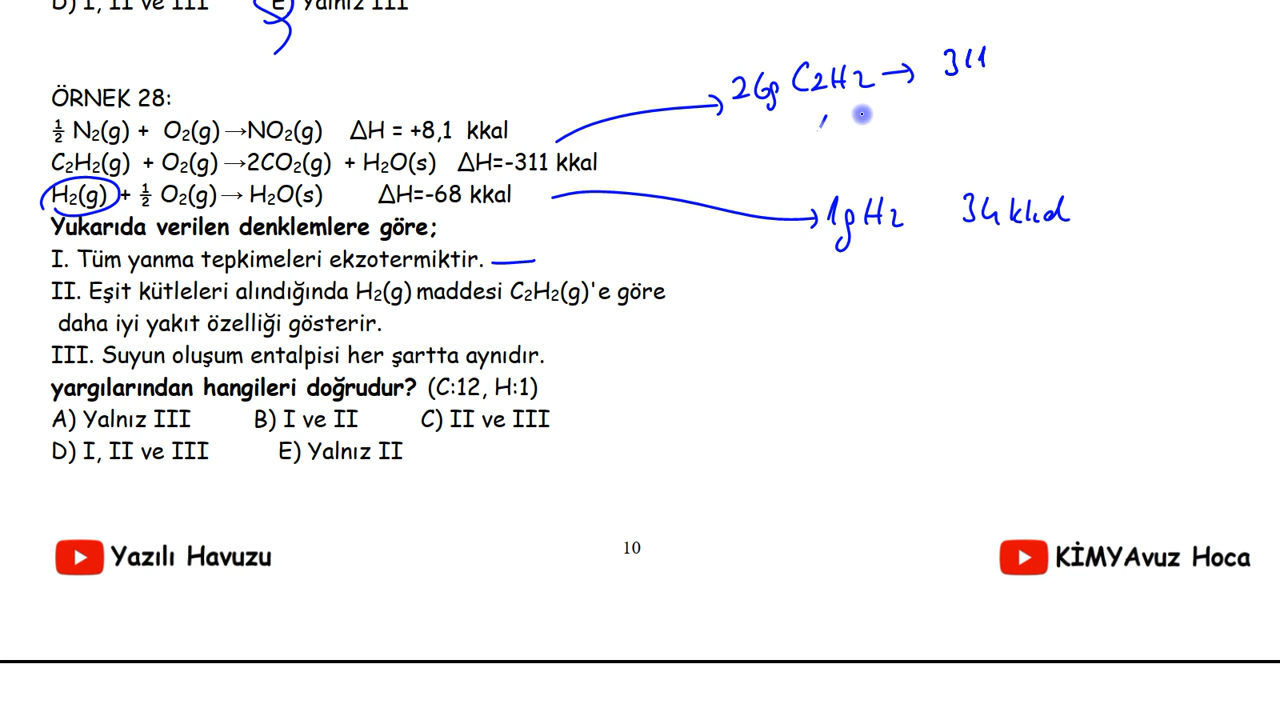 D) I, II ve III E) Yalnız III
ÖRNEK 28:
½ N₂(g) + O₂(g) →NO₂(g) ΔH = +8,1 kkal
C₂H₂(g) + O₂(g) →2CO₂(g) + H₂O(s) ΔH=-311 kkal
H₂(g) + ½ O₂(g)→ H₂O(s) ΔH=-68 kkal
26g C2H2 → 311
1g H2 34 kkal
Yukarıda verilen denklemlere göre;
I. Tüm yanma tepkimeleri ekzotermiktir.
II. Eşit kütleleri alındığında H₂(g) maddesi C₂H₂(g)'e göre
daha iyi yakıt özelliği gösterir.
III. Suyun oluşum entalpisi her şartta aynıdır.
yargılarından hangileri doğrudur? (C:12, H:1)
A) Yalnız III B) I ve II C) II ve III
D) I, II ve III E) Yalnız II
Yazılı Havuzu
10
KİMYAvuz Hoca